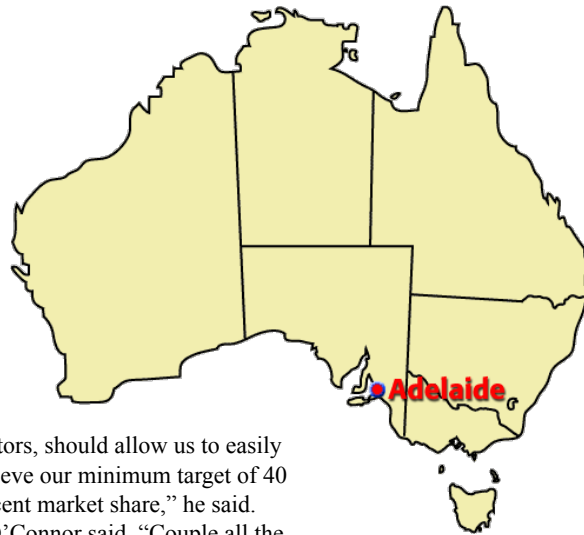 Adelaide
tors, should allow us to easily
eve our minimum target of 40
cent market share,” he said.
O’Connor said, “Couple all the